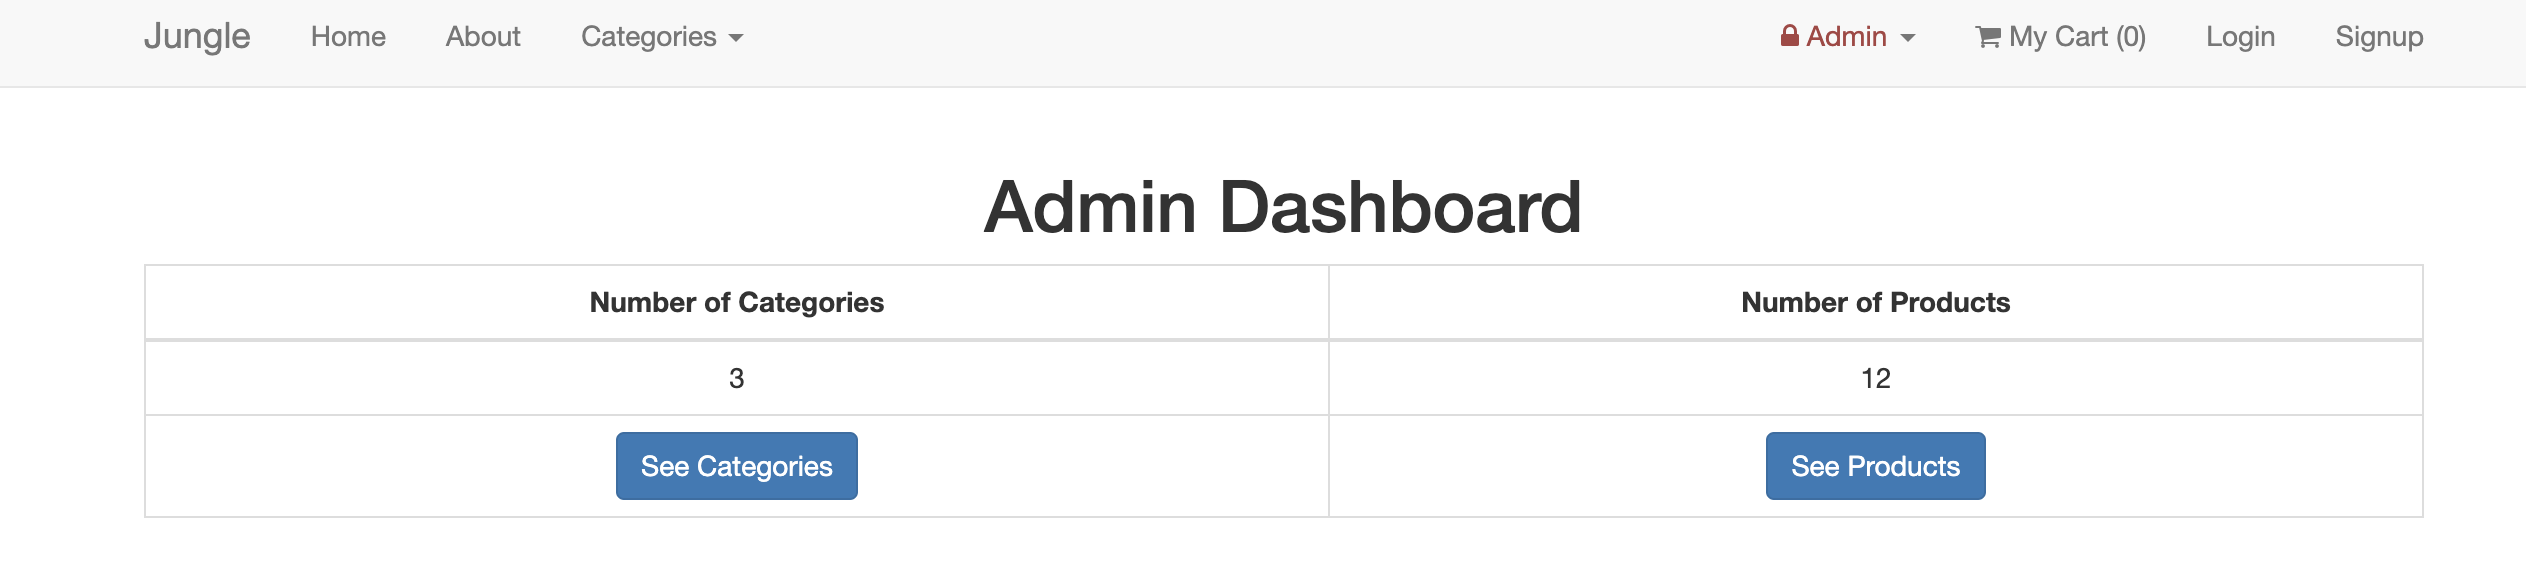 Jungle Home About Categories Admin My Cart (0) Login Signup
Admin Dashboard
Number of Categories Number of Products
3 12
See Categories See Products